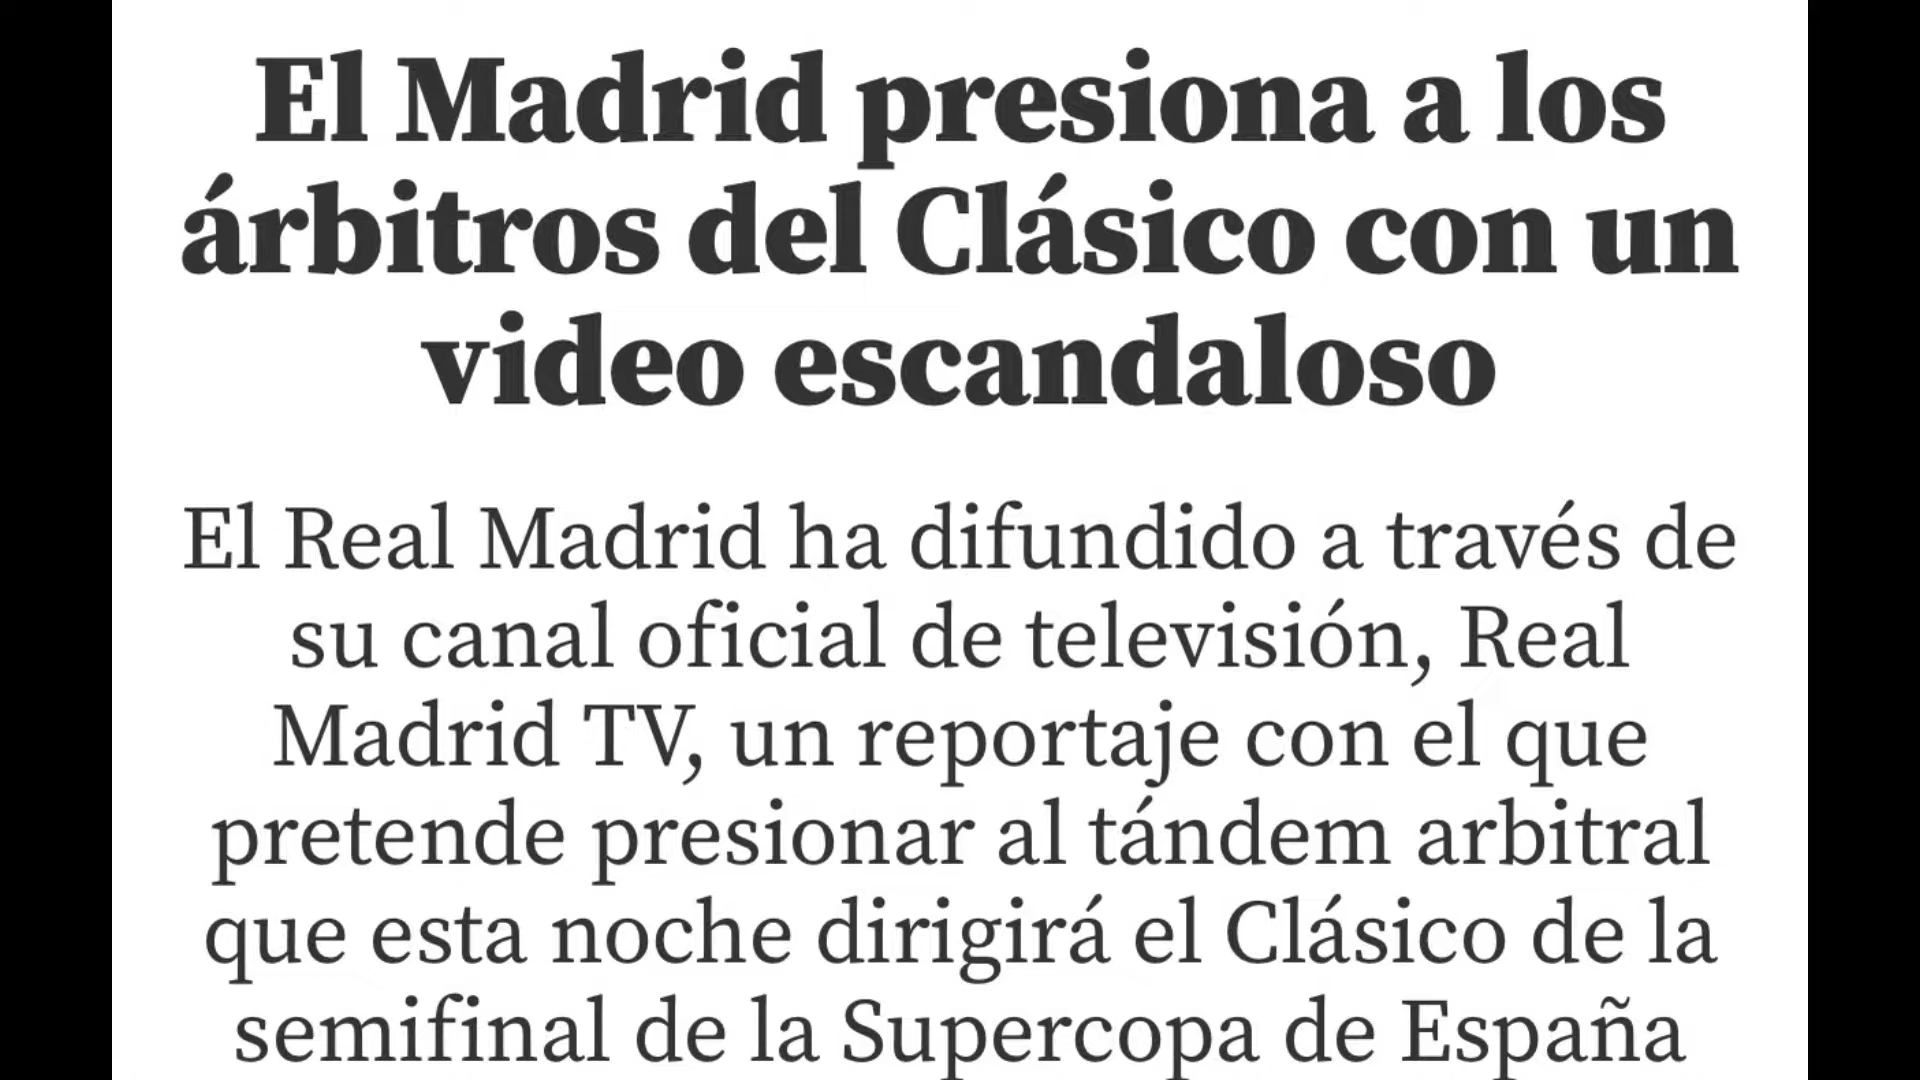 El Madrid presiona a los
árbitros del Clásico con un
video escandaloso
El Real Madrid ha difundido a través de
su canal oficial de televisión, Real
Madrid TV, un reportaje con el que
pretende presionar al tándem arbitral
que esta noche dirigirá el Clásico de la
semifinal de la Supercopa de España